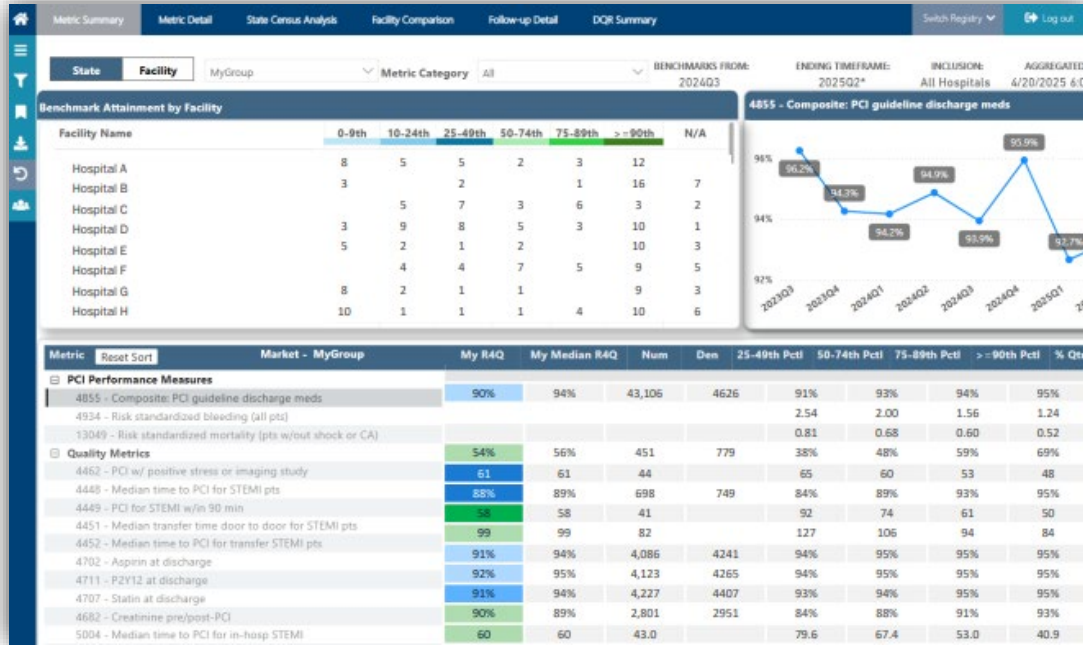 Metric Summary Metric Detail State Census Analysis Facility Comparison Follow-up Detail DQR Summary Switch Registry Log out
State Facility MyGroup Metric Category All BENCHMARKS FROM: 2024Q3 ENDING TIMEFRAME: 2025Q2* INCLUSION: All Hospitals AGGREGATED 4/20/2025 6:0
Benchmark Attainment by Facility
Facility Name 0-9th 10-24th 25-49th 50-74th 75-89th >=90th N/A
Hospital A 8 5 5 2 3 12
Hospital B 3 2 1 16 7
Hospital C 5 7 3 6 3 2
Hospital D 3 9 8 5 3 10 1
Hospital E 5 2 1 2 10 3
Hospital F 4 4 7 5 9 5
Hospital G 8 2 1 1 9 3
Hospital H 10 1 1 1 4 10 6
4855 - Composite: PCI guideline discharge meds
96% 94% 92%
96.2% 94.3% 94.2% 94.9% 93.9% 95.9% 92.7%
2023Q3 2023Q4 2024Q1 2024Q2 2024Q3 2024Q4 2025Q1
Metric Reset Sort Market - MyGroup My R4Q My Median R4Q Num Den 25-49th Pctl 50-74th Pctl 75-89th Pctl >=90th Pctl % Qt
PCI Performance Measures
4855 - Composite: PCI guideline discharge meds 90% 94% 43,106 4626 91% 93% 94% 95%
4934 - Risk standardized bleeding (all pts) 2.54 2.00 1.56 1.24
13049 - Risk standardized mortality (pts w/out shock or CA) 0.81 0.68 0.60 0.52
Quality Metrics 54% 56% 451 779 38% 48% 59% 69%
4462 - PCI w/ positive stress or imaging study 61 61 44 65 60 53 48
4448 - Median time to PCI for STEMI pts 88% 89% 698 749 84% 89% 93% 95%
4449 - PCI for STEMI w/in 90 min 58 58 41 92 74 61 50
4451 - Median transfer time door to door for STEMI pts 99 99 82 127 106 94 84
4452 - Median time to PCI for transfer STEMI pts
4702 - Aspirin at discharge 91% 94% 4,086 4241 94% 95% 95% 95%
4711 - P2Y12 at discharge 92% 95% 4,123 4265 94% 95% 95% 95%
4707 - Statin at discharge 91% 94% 4,227 4407 93% 94% 95% 95%
4682 - Creatinine pre/post-PCI 90% 89% 2,801 2951 84% 88% 91% 93%
5004 - Median time to PCI for in-hosp STEMI 60 60 43.0 79.6 67.4 53.0 40.9